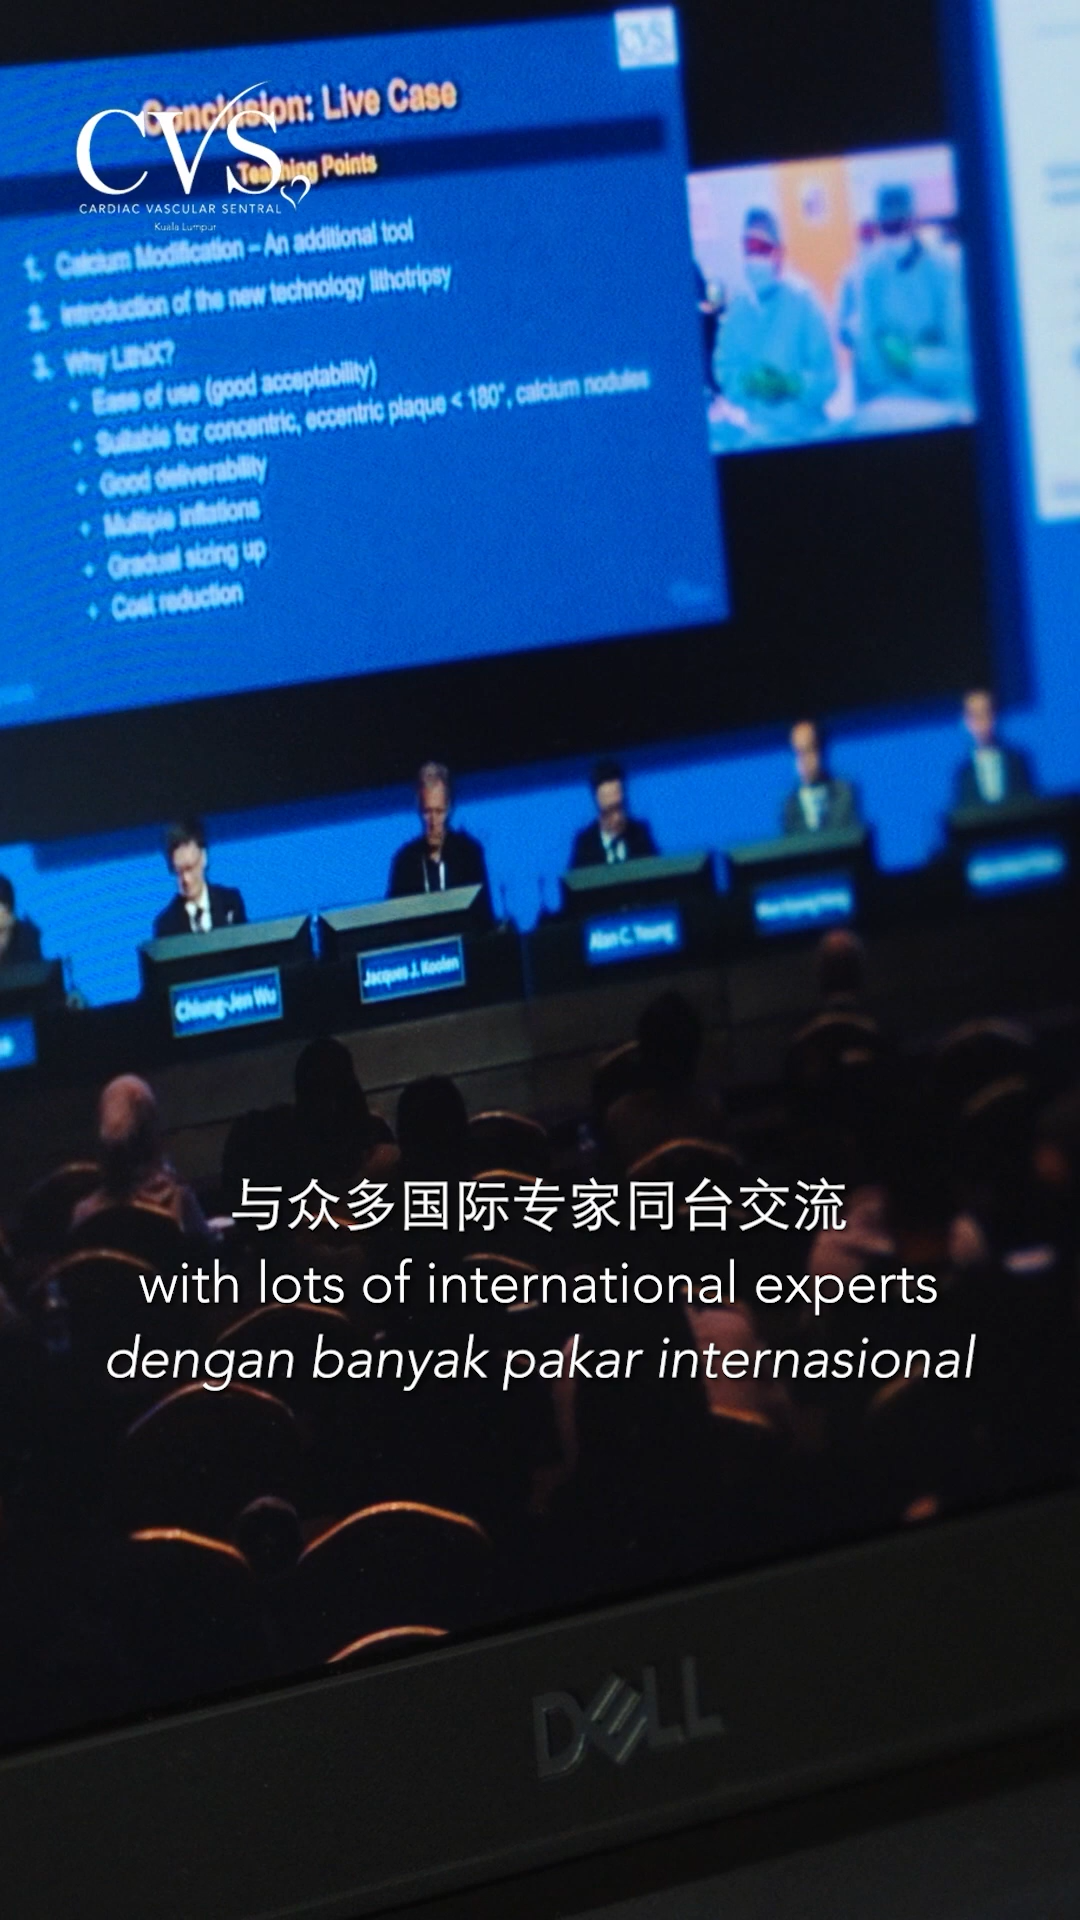 CVS
Conclusion: Live Case
CVS
Teaching Points
CARDIAC VASCULAR SENTRAL
Kuala Lumpur
1. Calcium Modification – An additional tool
2. Introduction of the new technology lithotripsy
3. Why LithiX?
Ease of use (good acceptability)
Suitable for concentric, eccentric plaque < 180°, calcium nodules
Good deliverability
Multiple inflations
Gradual sizing up
Cost reduction
Chiung-Jen Wu
Jacques J. Koolen
Alan C. Yeung
与众多国际专家同台交流
with lots of international experts
dengan banyak pakar internasional
DELL